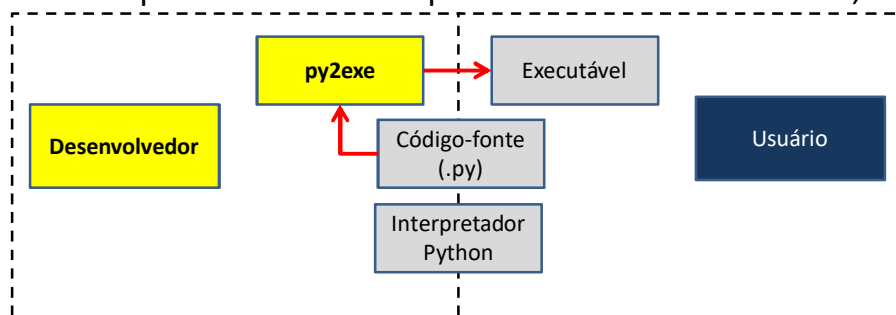 py2exe
Executável
Desenvolvedor
Código-fonte
(.py)
Usuário
Interpretador
Python